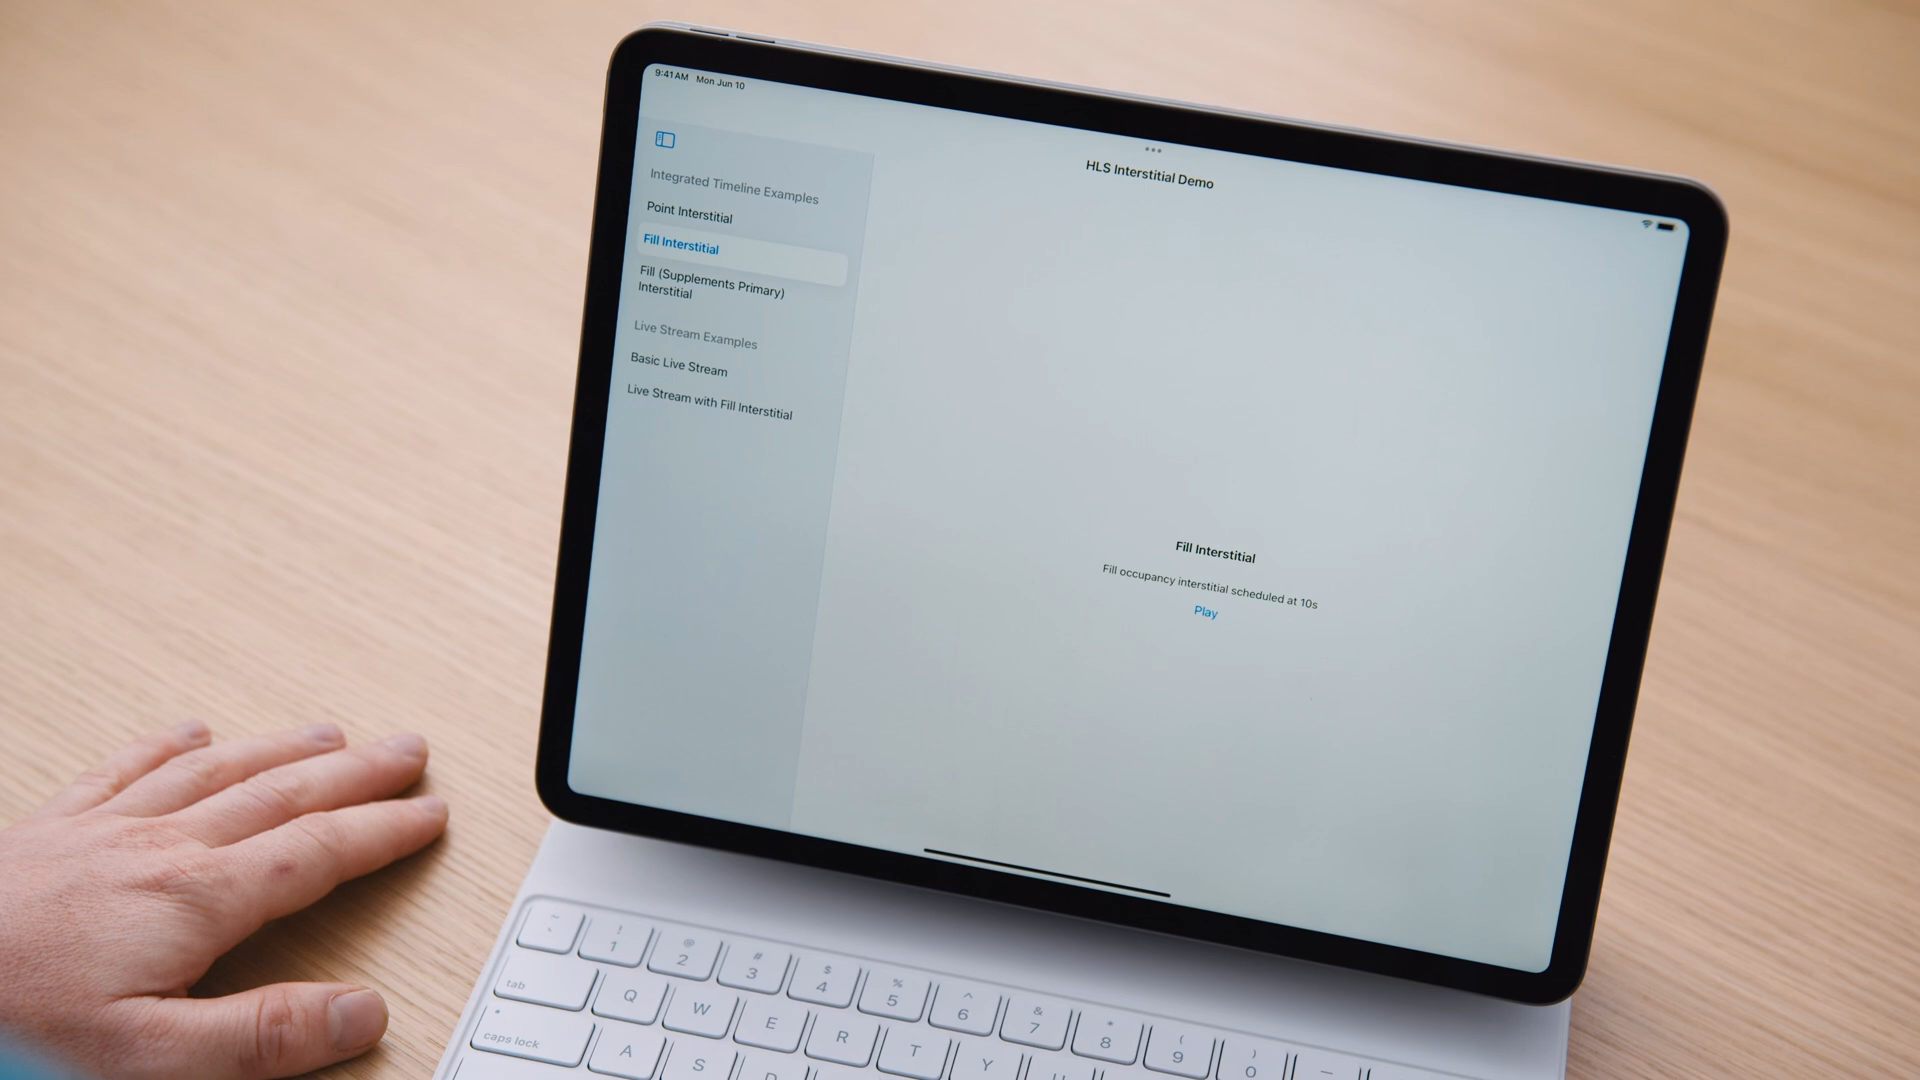 9:41 AM Mon Jun 10
HLS Interstitial Demo
Integrated Timeline Examples
Point Interstitial
Fill Interstitial
Fill (Supplements Primary)
Interstitial
Live Stream Examples
Basic Live Stream
Live Stream with Fill Interstitial
Fill Interstitial
Fill occupancy interstitial scheduled at 10s
Play
~ ! @ # $ % ^ & * ( )
` 1 2 3 4 5 6 7 8 9 0
tab Q W E R T Y
caps lock A S